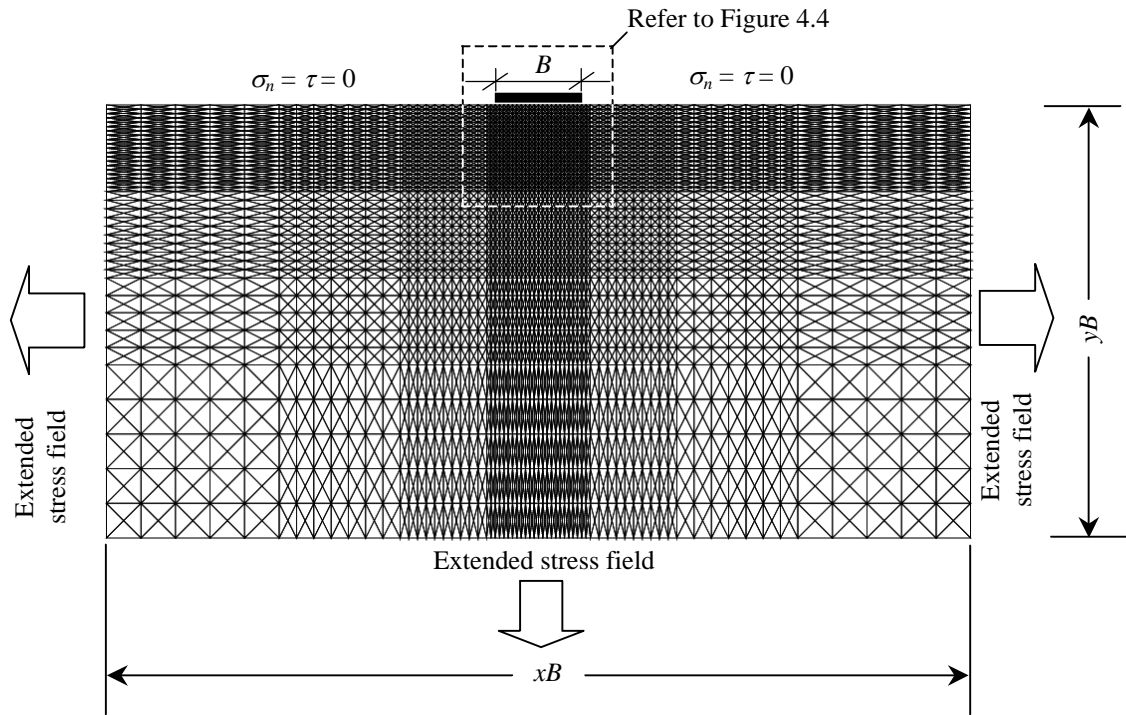 Refer to Figure 4.4
B
σn = τ = 0
σn = τ = 0
yB
Extended
stress field
Extended
stress field
Extended stress field
xB